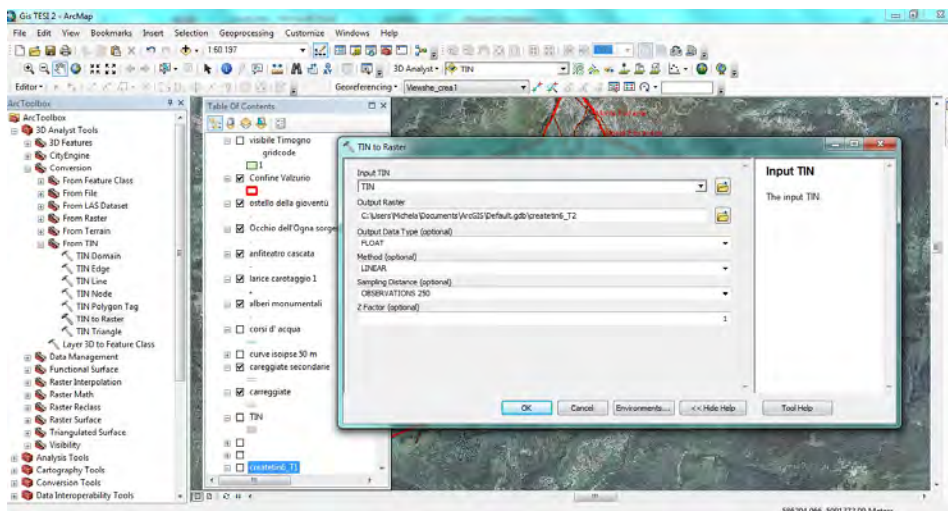 Gis TESI 2 - ArcMap
File Edit View Bookmarks Insert Selection Geoprocessing Customize Windows Help
1:60 197
3D Analyst TIN
Editor Georeferencing Viewshe_crea1
ArcToolbox
ArcToolbox
3D Analyst Tools
3D Features
CityEngine
Conversion
From Feature Class
From File
From LAS Dataset
From Raster
From Terrain
From TIN
TIN Domain
TIN Edge
TIN Line
TIN Node
TIN Polygon Tag
TIN to Raster
TIN Triangle
Layer 3D to Feature Class
Data Management
Functional Surface
Raster Interpolation
Raster Math
Raster Reclass
Raster Surface
Triangulated Surface
Visibility
Analysis Tools
Cartography Tools
Conversion Tools
Data Interoperability Tools
Table Of Contents
visibile Timogno
gridcode
1
Confine Valzurio
ostello della gioventù
Occhio dell'Ogna sorge
anfiteatro cascata
larice carotaggio 1
alberi monumentali
corsi d' acqua
curve isoipse 50 m
careggiate secondarie
carreggiate
TIN
createtin6_T1
TIN to Raster
Input TIN
TIN
Output Raster
C:\Users\Michela\Documents\ArcGIS\Default.gdb\createtin6_T2
Output Data Type (optional)
FLOAT
Method (optional)
LINEAR
Sampling Distance (optional)
OBSERVATIONS 250
Z Factor (optional)
1
OK Cancel Environments... << Hide Help Tool Help
Input TIN
The input TIN.